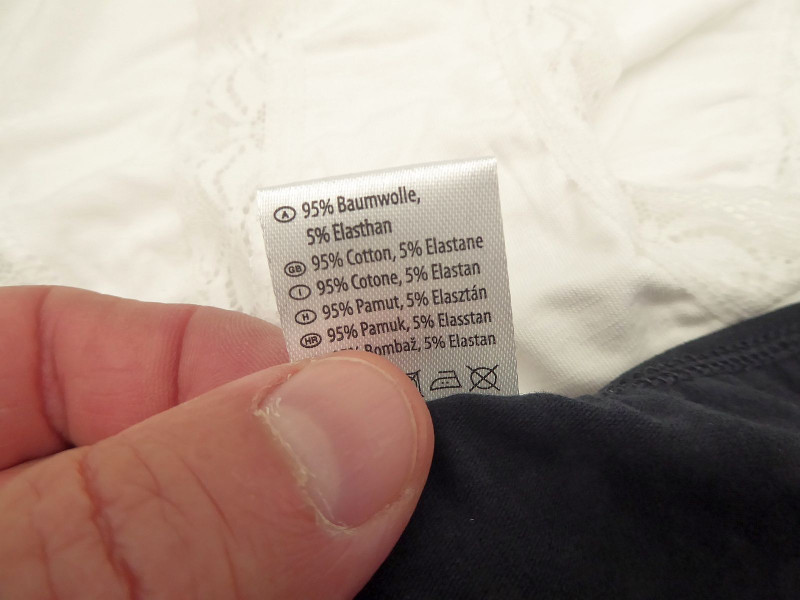 A 95% Baumwolle,
5% Elasthan
GB 95% Cotton, 5% Elastane
I 95% Cotone, 5% Elastan
H 95% Pamut, 5% Elasztán
HR 95% Pamuk, 5% Elasstan
Bombaž, 5% Elastan